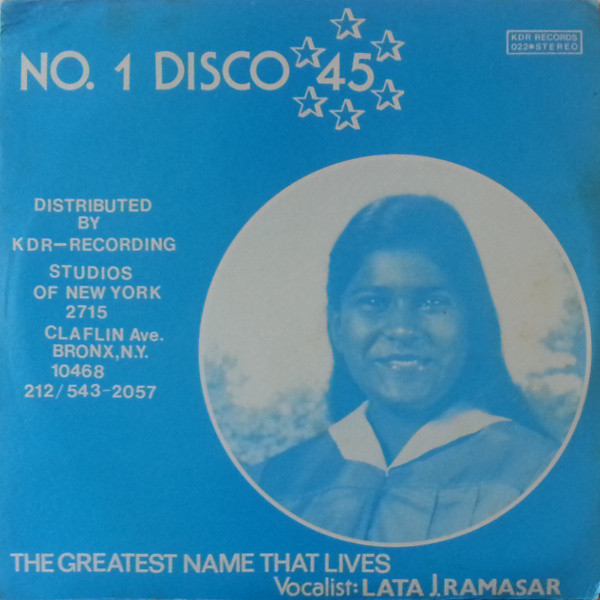 NO. 1 DISCO 45
KDR RECORDS
022*STEREO
DISTRIBUTED
BY
KDR-RECORDING
STUDIOS
OF NEW YORK
2715
CLAFLIN Ave.
BRONX,N.Y.
10468
212/543-2057
THE GREATEST NAME THAT LIVES
Vocalist: LATA J. RAMASAR